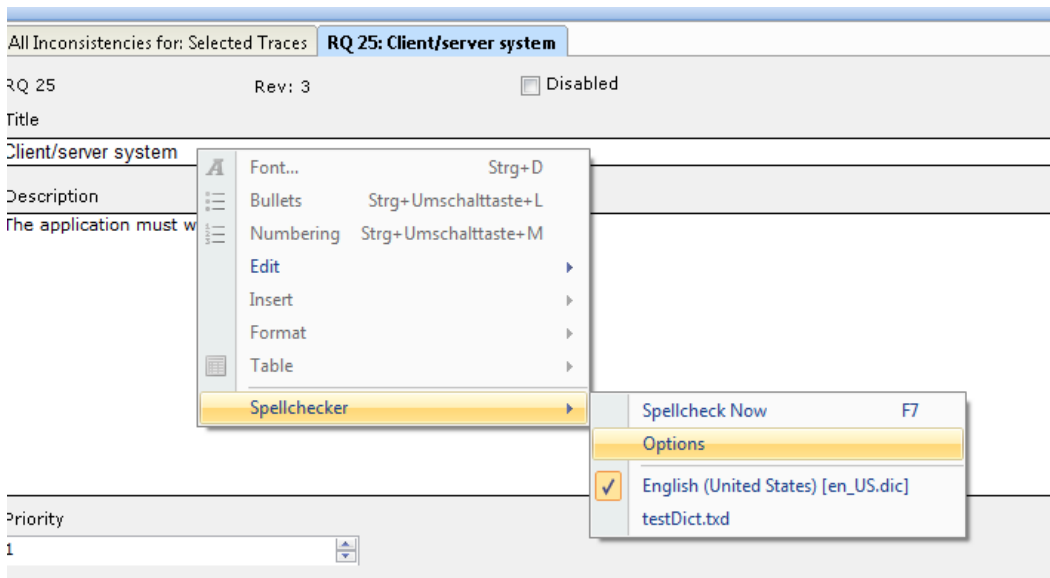 All Inconsistencies for: Selected Traces RQ 25: Client/server system
RQ 25 Rev: 3 Disabled
Title
Client/server system
Font... Strg+D
Description
Bullets Strg+Umschalttaste+L
The application must w
Numbering Strg+Umschalttaste+M
Edit
Insert
Format
Table
Spellchecker
Spellcheck Now F7
Options
English (United States) [en_US.dic]
testDict.txd
Priority
1